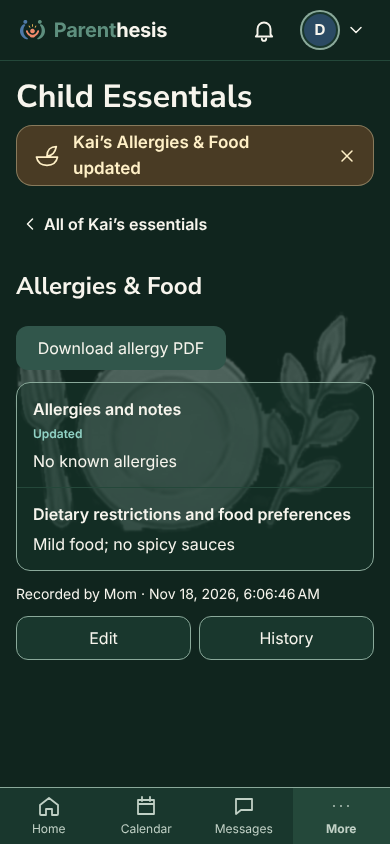 Parenthesis
D
Child Essentials
Kai’s Allergies & Food
updated
All of Kai’s essentials
Allergies & Food
Download allergy PDF
Allergies and notes
Updated
No known allergies
Dietary restrictions and food preferences
Mild food; no spicy sauces
Recorded by Mom · Nov 18, 2026, 6:06:46 AM
Edit
History
Home
Calendar
Messages
More